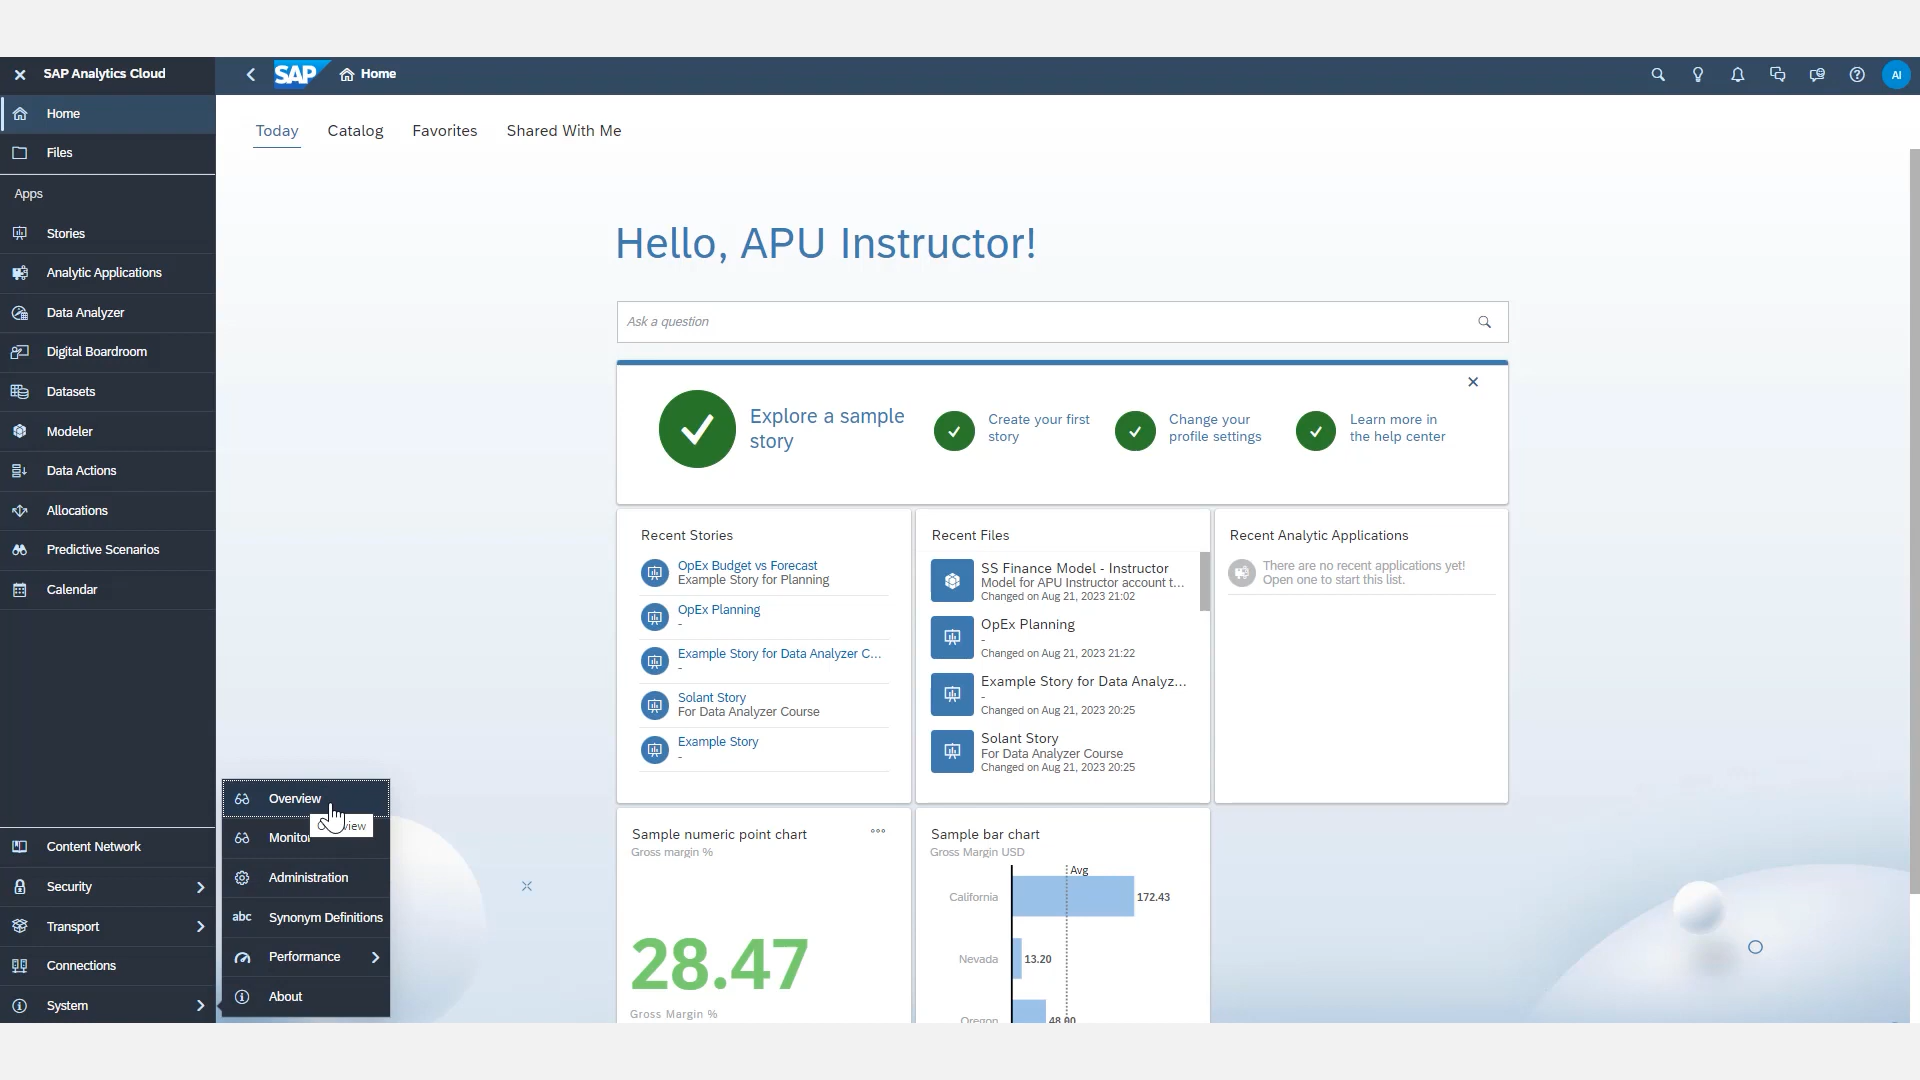 SAP Analytics Cloud
SAP
Home
AI
Home
Files
Apps
Stories
Analytic Applications
Data Analyzer
Digital Boardroom
Datasets
Modeler
Data Actions
Allocations
Predictive Scenarios
Calendar
Content Network
Security
Transport
Connections
System
Overview
Monitor
Administration
abc Synonym Definitions
Performance
About
Today Catalog Favorites Shared With Me
Hello, APU Instructor!
Ask a question
Explore a sample
story
Create your first
story
Change your
profile settings
Learn more in
the help center
Recent Stories
OpEx Budget vs Forecast
Example Story for Planning
OpEx Planning
-
Example Story for Data Analyzer C...
-
Solant Story
For Data Analyzer Course
Example Story
-
Recent Files
SS Finance Model - Instructor
Model for APU Instructor account t...
Changed on Aug 21, 2023 21:02
OpEx Planning
-
Changed on Aug 21, 2023 21:22
Example Story for Data Analyz...
-
Changed on Aug 21, 2023 20:25
Solant Story
For Data Analyzer Course
Changed on Aug 21, 2023 20:25
Recent Analytic Applications
There are no recent applications yet!
Open one to start this list.
Sample numeric point chart
Gross margin %
28.47
Gross Margin %
Sample bar chart
Gross Margin USD
Avg
California 172.43
Nevada 13.20
Oregon 48.00